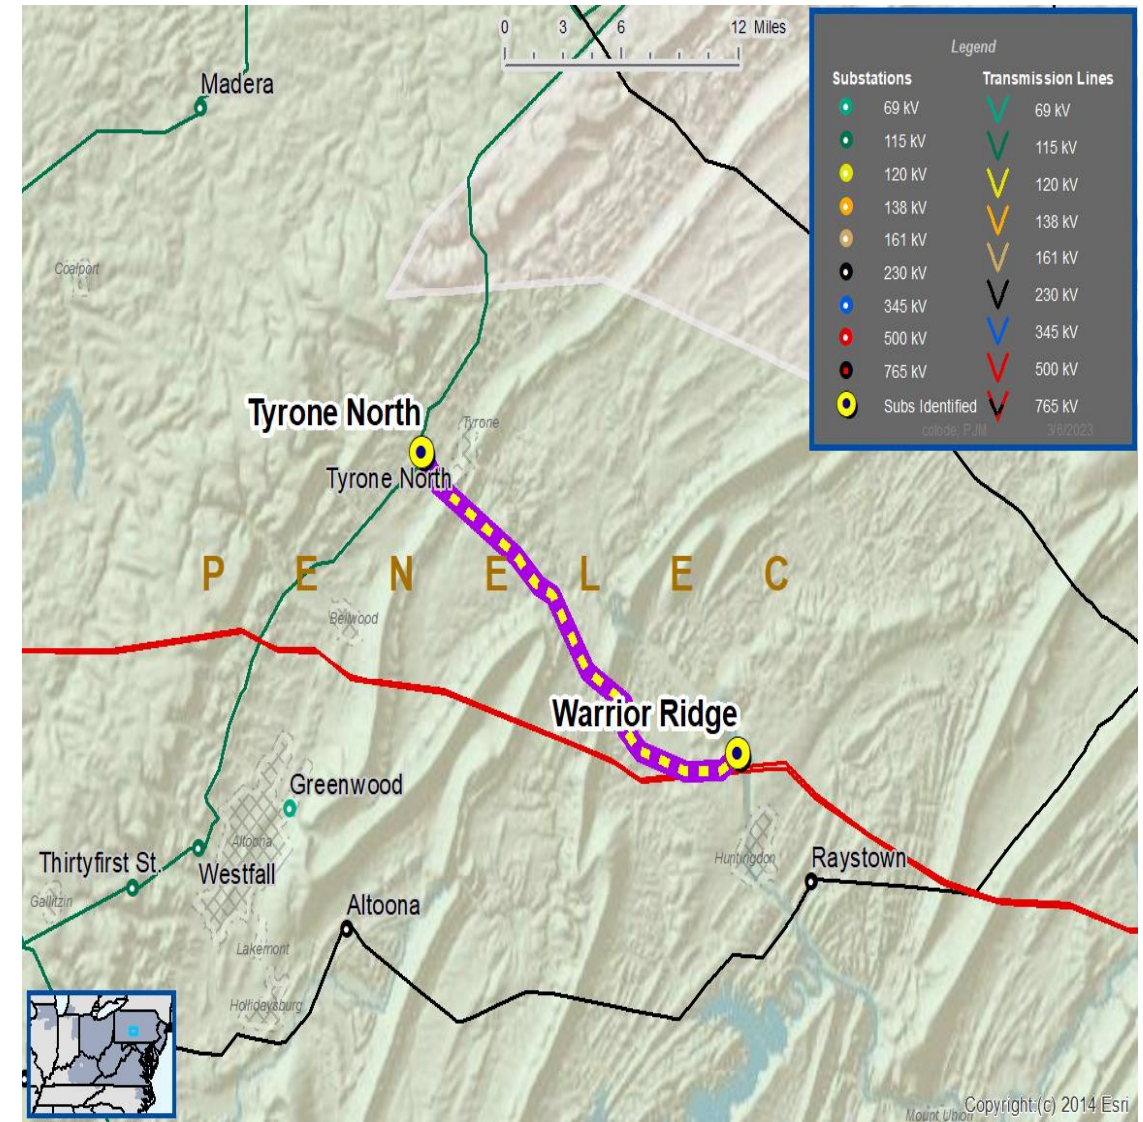 0 3 6 12 Miles
Legend
Substations Transmission Lines
69 kV 69 kV
115 kV 115 kV
120 kV 120 kV
138 kV 138 kV
161 kV 161 kV
230 kV 230 kV
345 kV 345 kV
500 kV 500 kV
765 kV 765 kV
Subs Identified
colode, PJM 3/6/2023
Madera
Coalport
Tyrone North
Tyrone
Tyrone North
P E N E L E C
Bellwood
Warrior Ridge
Greenwood
Altoona
Thirtyfirst St.
Westfall
Huntingdon
Raystown
Gallitzin
Altoona
Lakemont
Hollidaysburg
Mount Union
Copyright:(c) 2014 Esri